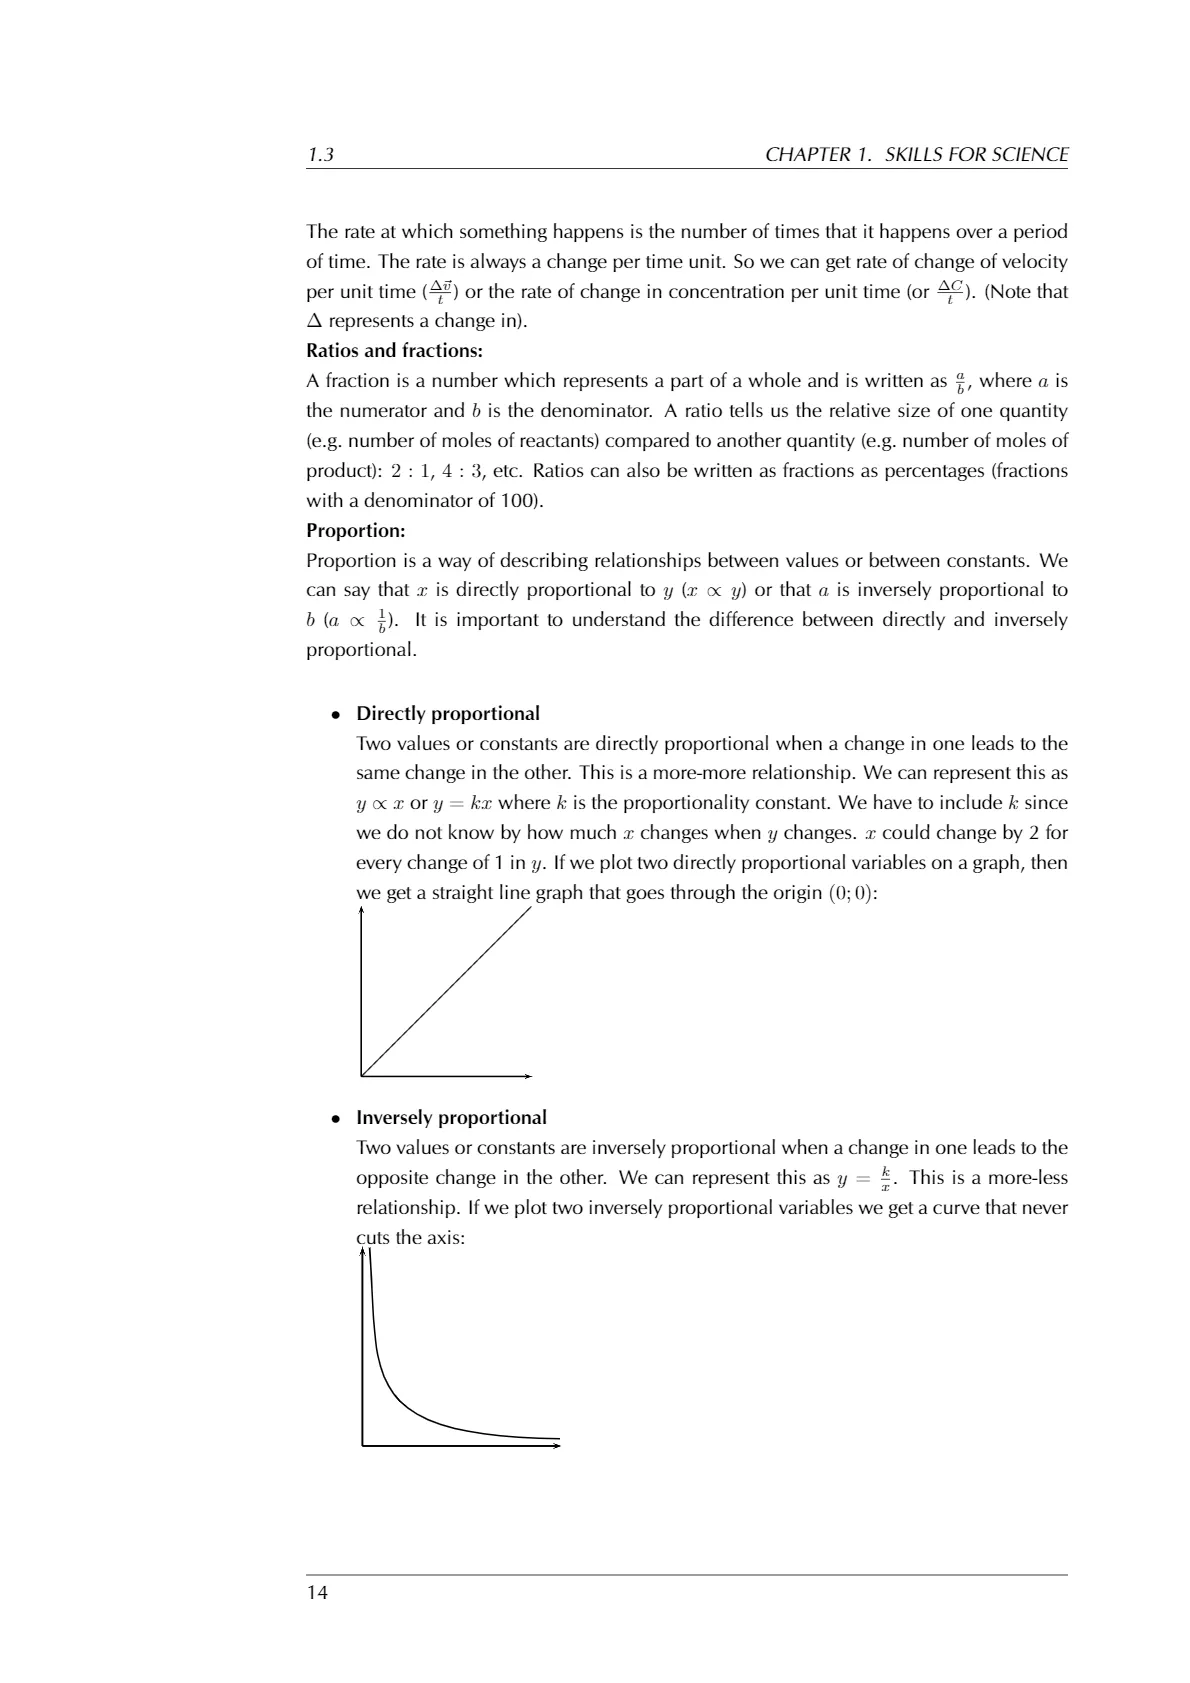 1.3 CHAPTER 1. SKILLS FOR SCIENCE
The rate at which something happens is the number of times that it happens over a period
of time. The rate is always a change per time unit. So we can get rate of change of velocity
per unit time (Δv⃗/t) or the rate of change in concentration per unit time (or ΔC/t). (Note that
Δ represents a change in).
Ratios and fractions:
A fraction is a number which represents a part of a whole and is written as a/b, where a is
the numerator and b is the denominator. A ratio tells us the relative size of one quantity
(e.g. number of moles of reactants) compared to another quantity (e.g. number of moles of
product): 2 : 1, 4 : 3, etc. Ratios can also be written as fractions as percentages (fractions
with a denominator of 100).
Proportion:
Proportion is a way of describing relationships between values or between constants. We
can say that x is directly proportional to y (x ∝ y) or that a is inversely proportional to
b (a ∝ 1/b). It is important to understand the difference between directly and inversely
proportional.
• Directly proportional
Two values or constants are directly proportional when a change in one leads to the
same change in the other. This is a more-more relationship. We can represent this as
y ∝ x or y = kx where k is the proportionality constant. We have to include k since
we do not know by how much x changes when y changes. x could change by 2 for
every change of 1 in y. If we plot two directly proportional variables on a graph, then
we get a straight line graph that goes through the origin (0; 0):
• Inversely proportional
Two values or constants are inversely proportional when a change in one leads to the
opposite change in the other. We can represent this as y = k/x. This is a more-less
relationship. If we plot two inversely proportional variables we get a curve that never
cuts the axis:
14